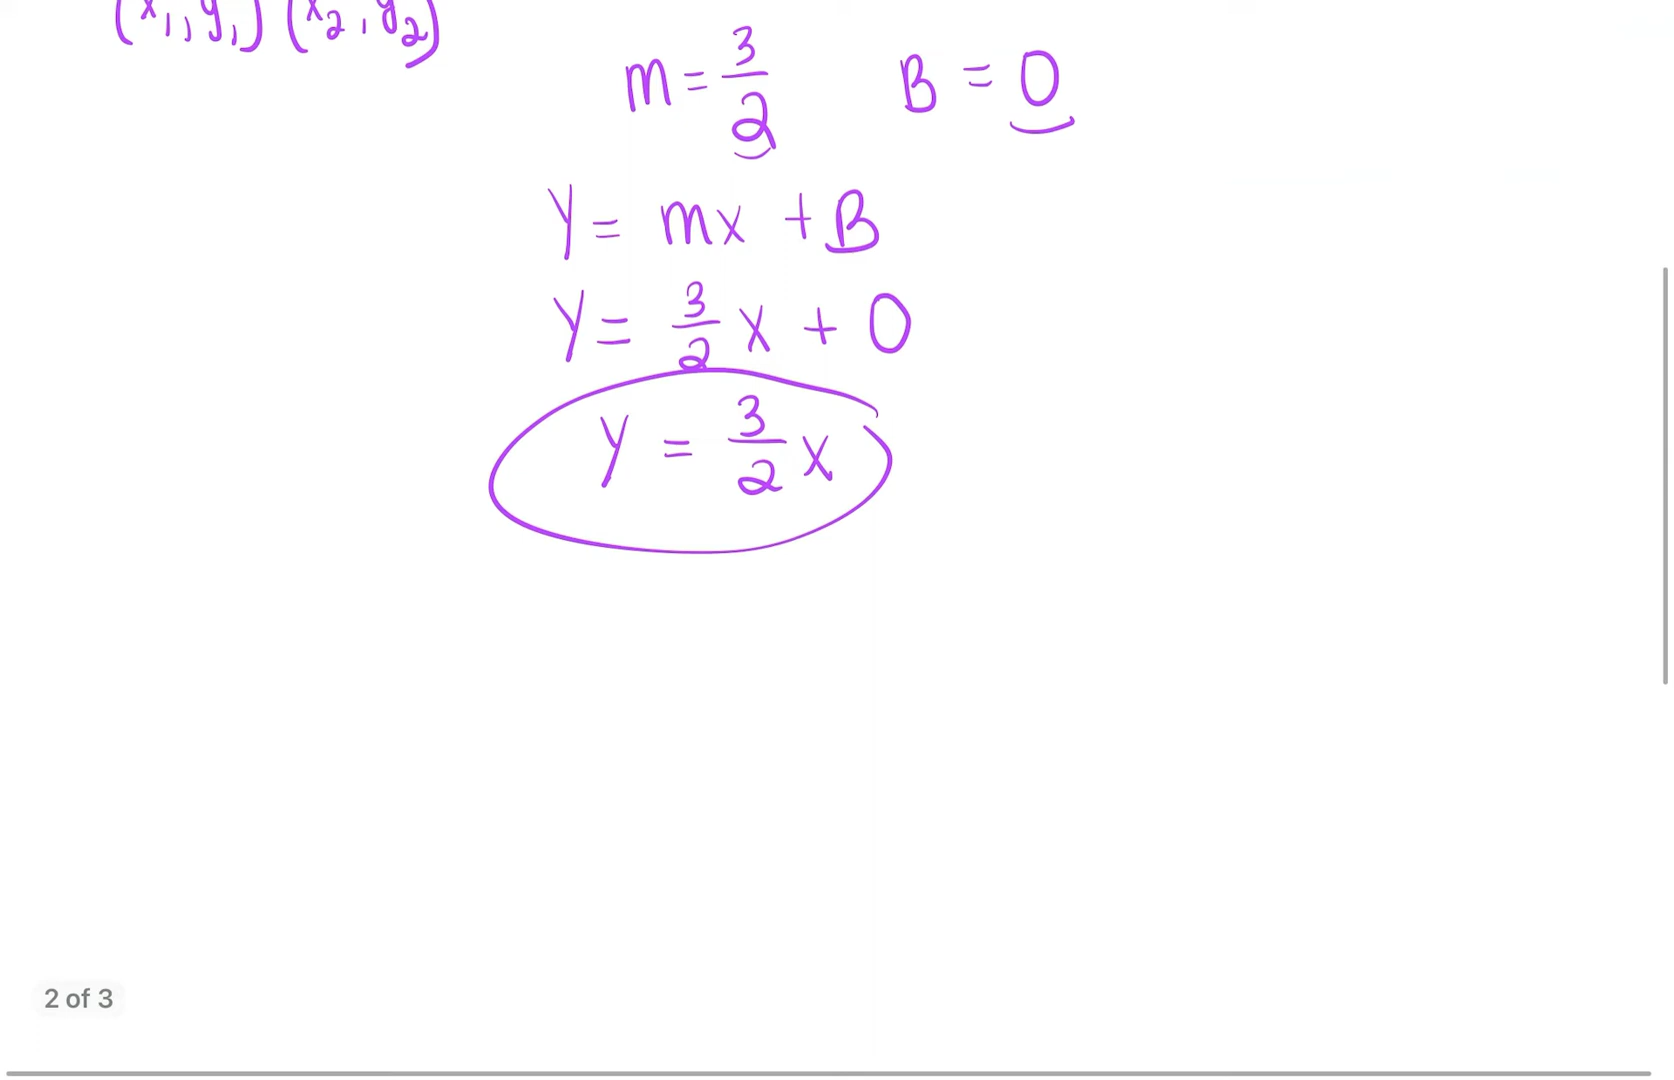 (x₁, y₁) (x₂, y₂)
m = 3/2 B = 0
y = mx + B
y = 3/2 x + 0
y = 3/2 x
2 of 3